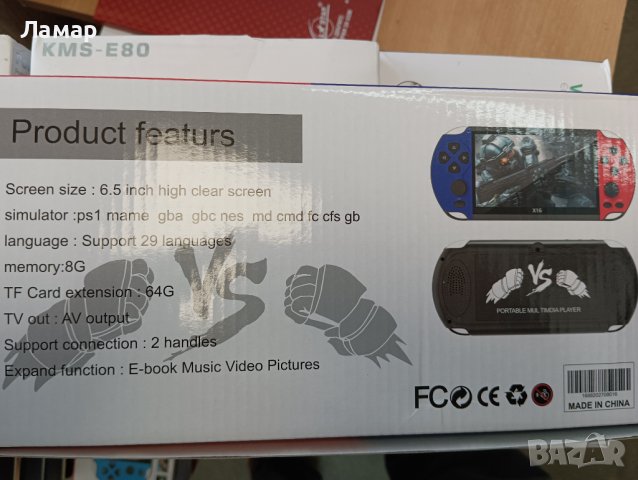 Ламар
KMS-E80
Product featurs
Screen size : 6.5 inch high clear screen
simulator :ps1 mame gba gbc nes md cmd fc cfs gb
language : Support 29 languages
memory:8G
TF Card extension : 64G
TV out : AV output
Support connection : 2 handles
Expand function : E-book Music Video Pictures
VS
X16
VS
PORTABLE MUL TIMDIA PLAYER
FC CE
MADE IN CHINA
BAZAR